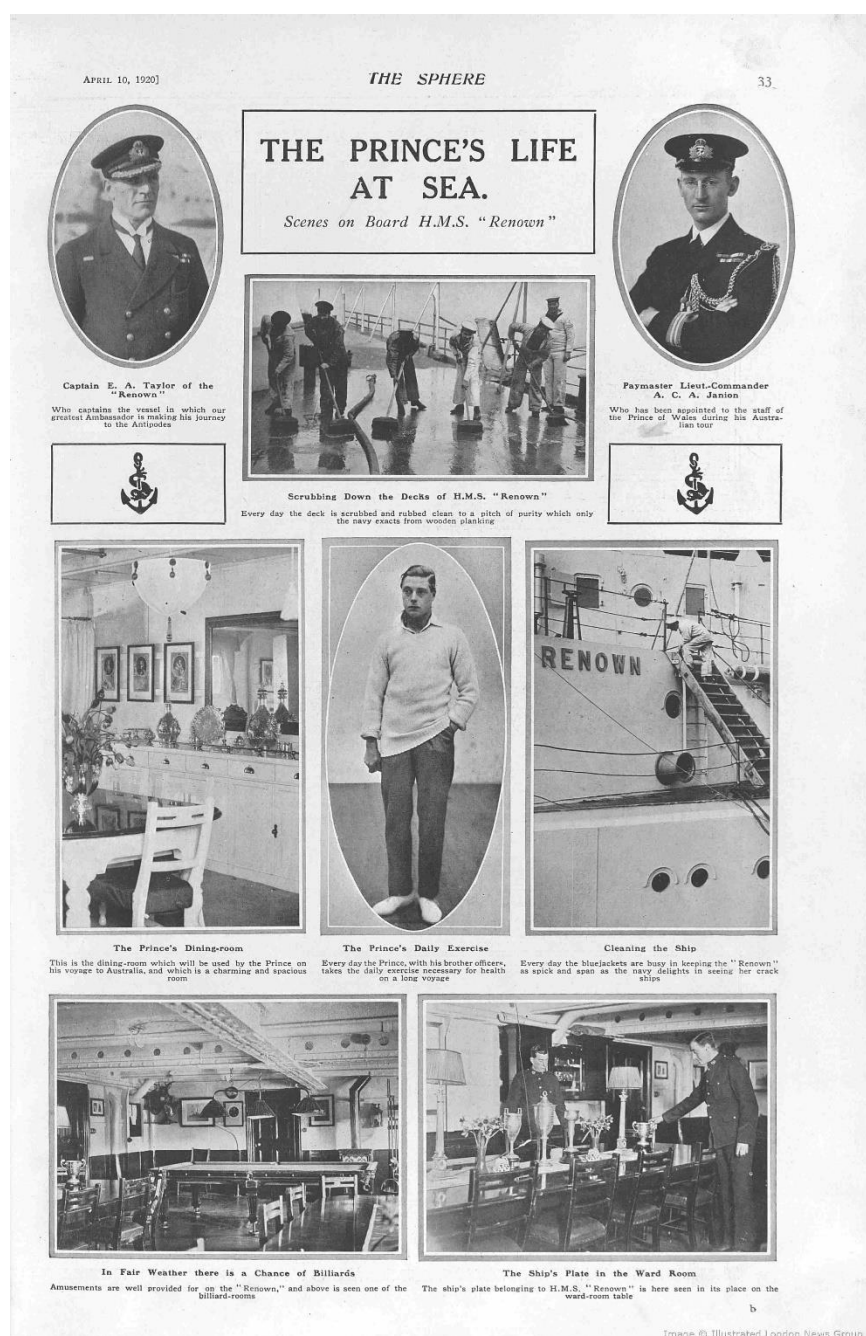 APRIL 10, 1920]
THE SPHERE
33
THE PRINCE'S LIFE
AT SEA.
Scenes on Board H.M.S. "Renown"
Captain E. A. Taylor of the
"Renown"
Who captains the vessel in which our
greatest Ambassador is making his journey
to the Antipodes
Paymaster Lieut.-Commander
A. C. A. Janion
Who has been appointed to the staff of
the Prince of Wales during his Austra-
lian tour
Scrubbing Down the Decks of H.M.S. "Renown"
Every day the deck is scrubbed and rubbed clean to a pitch of purity which only
the navy exacts from wooden planking
RENOWN
The Prince's Dining-room
This is the dining-room which will be used by the Prince on
his voyage to Australia, and which is a charming and spacious
room
The Prince's Daily Exercise
Every day the Prince, with his brother officers,
takes the daily exercise necessary for health
on a long voyage
Cleaning the Ship
Every day the bluejackets are busy in keeping the "Renown"
as spick and span as the navy delights in seeing her crack
ships
In Fair Weather there is a Chance of Billiards
Amusements are well provided for on the "Renown," and above is seen one of the
billiard-rooms
The Ship's Plate in the Ward Room
The ship's plate belonging to H.M.S. "Renown" is here seen in its place on the
ward-room table
b
Image © Illustrated London News Group